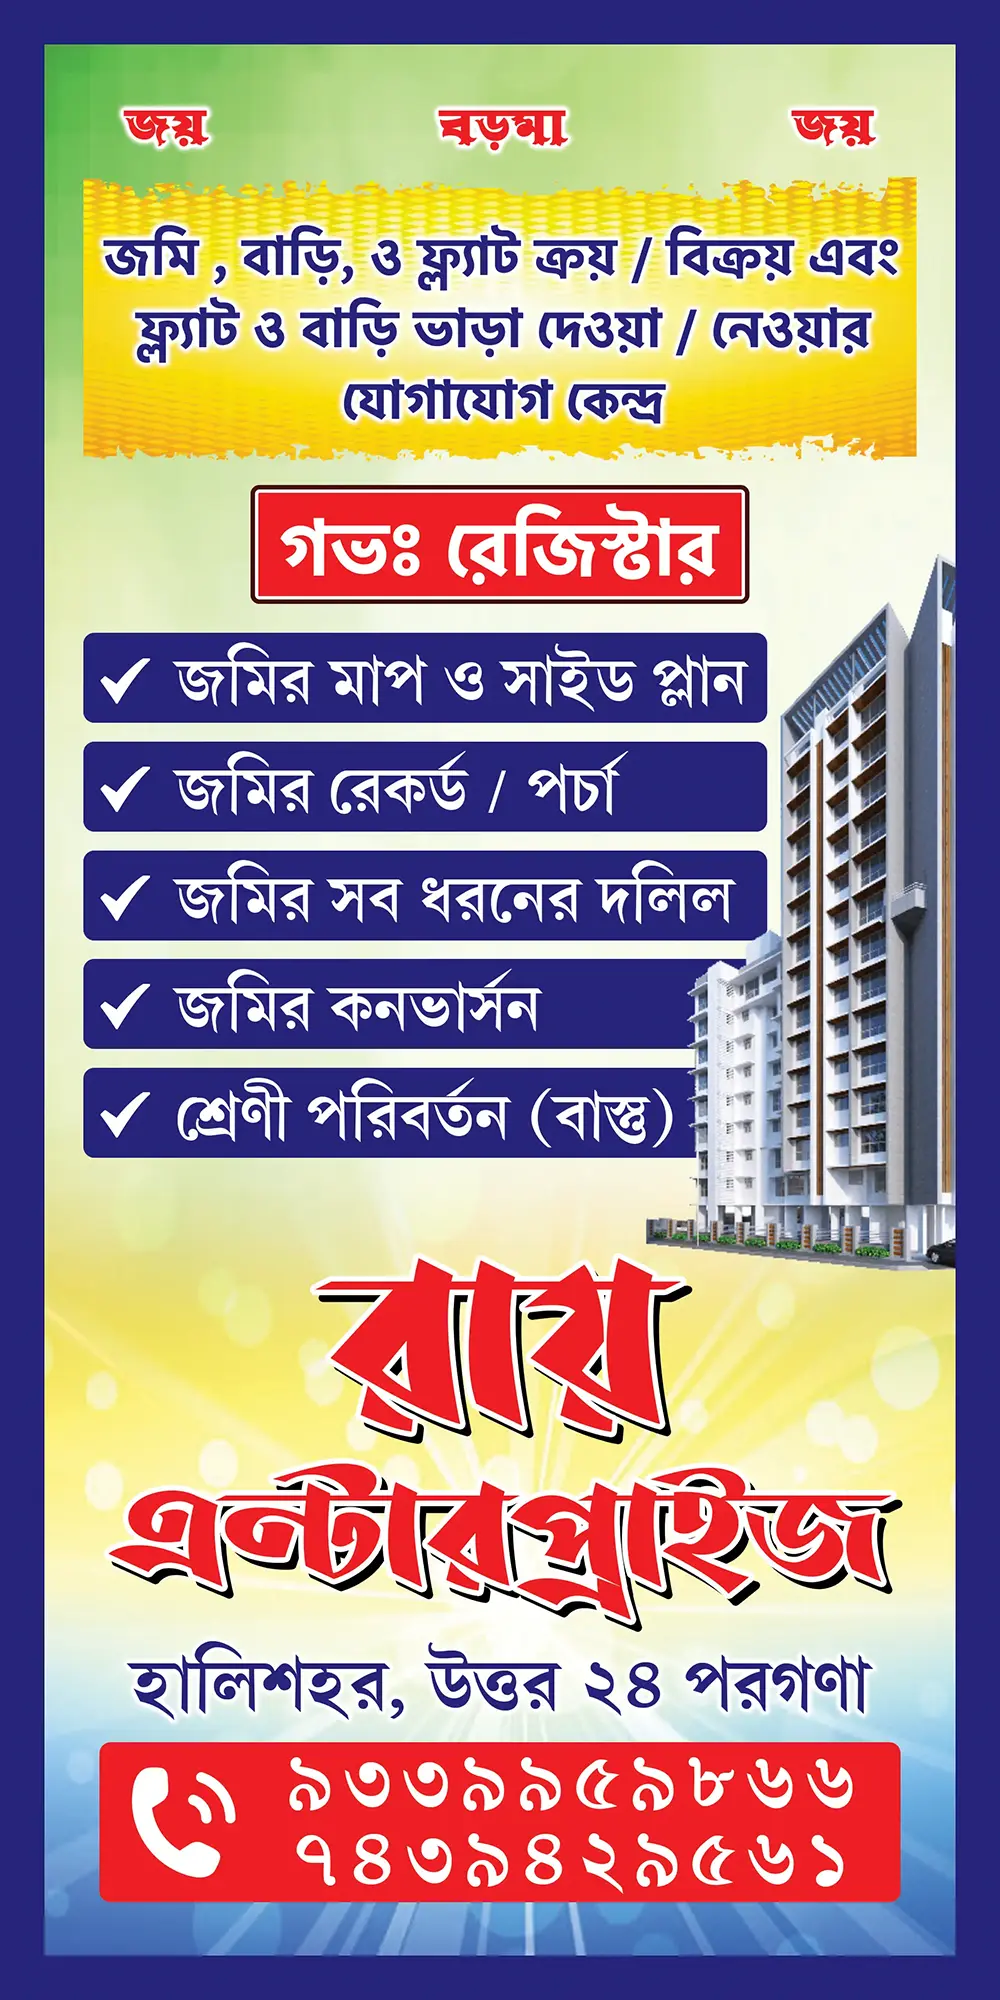 জয় বড়মা জয়
জমি , বাড়ি, ও ফ্ল্যাট ক্রয় / বিক্রয় এবং
ফ্ল্যাট ও বাড়ি ভাড়া দেওয়া / নেওয়ার
যোগাযোগ কেন্দ্র
গভঃ রেজিস্টার
✓ জমির মাপ ও সাইড প্লান
✓ জমির রেকর্ড / পর্চা
✓ জমির সব ধরনের দলিল
✓ জমির কনভার্সন
✓ শ্রেণী পরিবর্তন (বাস্তু)
রায়
এন্টারপ্রাইজ
হালিশহর, উত্তর ২৪ পরগণা
৯৩৩৯৯৫৯৮৬৬
৭৪৩৯৪২৯৫৬১